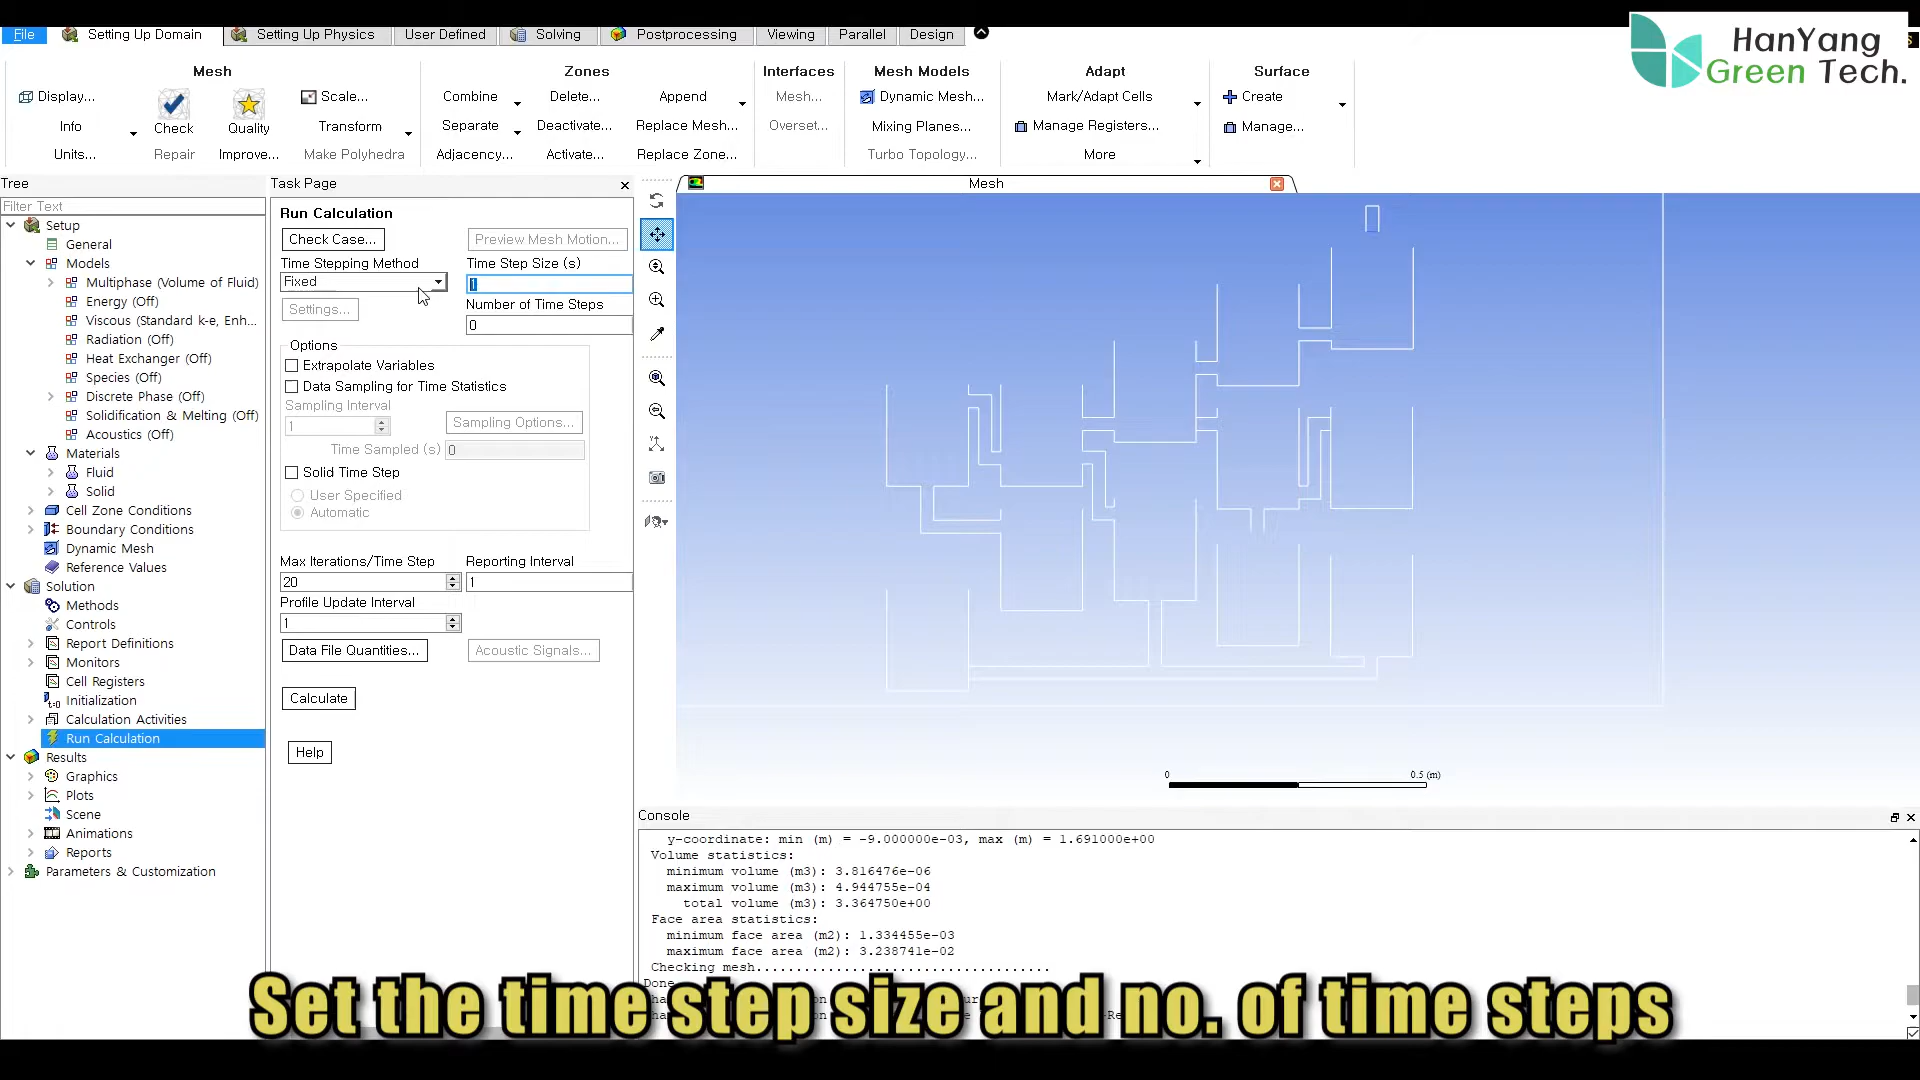 File
Setting Up Domain
Setting Up Physics
User Defined
Solving
Postprocessing
Viewing
Parallel
Design
HanYang
Green Tech.
Mesh
Zones
Interfaces
Mesh Models
Adapt
Surface
Display...
Scale...
Combine
Delete...
Append
Mesh...
Dynamic Mesh...
Mark/Adapt Cells
Create
Info
Check
Quality
Transform
Separate
Deactivate...
Replace Mesh...
Overset...
Mixing Planes...
Manage Registers...
Manage...
Units...
Repair
Improve...
Make Polyhedra
Adjacency...
Activate...
Replace Zone...
Turbo Topology...
More
Tree
Filter Text
Setup
General
Models
Multiphase (Volume of Fluid)
Energy (Off)
Viscous (Standard k-e, Enh...
Radiation (Off)
Heat Exchanger (Off)
Species (Off)
Discrete Phase (Off)
Solidification & Melting (Off)
Acoustics (Off)
Materials
Fluid
Solid
Cell Zone Conditions
Boundary Conditions
Dynamic Mesh
Reference Values
Solution
Methods
Controls
Report Definitions
Monitors
Cell Registers
Initialization
Calculation Activities
Run Calculation
Results
Graphics
Plots
Scene
Animations
Reports
Parameters & Customization
Task Page
Run Calculation
Check Case...
Preview Mesh Motion...
Time Stepping Method
Time Step Size (s)
Fixed
1
Settings...
Number of Time Steps
0
Options
Extrapolate Variables
Data Sampling for Time Statistics
Sampling Interval
1
Sampling Options...
Time Sampled (s)
0
Solid Time Step
User Specified
Automatic
Max Iterations/Time Step
Reporting Interval
20
1
Profile Update Interval
1
Data File Quantities...
Acoustic Signals...
Calculate
Help
Mesh
0
0.5 (m)
Console
y-coordinate: min (m) = -9.000000e-03, max (m) = 1.691000e+00
Volume statistics:
minimum volume (m3): 3.816476e-06
maximum volume (m3): 4.944755e-04
total volume (m3): 3.364750e+00
Face area statistics:
minimum face area (m2): 1.334455e-03
maximum face area (m2): 3.238741e-02
Checking mesh.....................................
Done
Set the time step size and no. of time steps